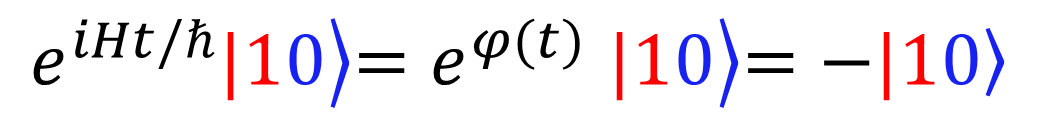 e^{iHt/ℏ}|10⟩= e^{φ(t)} |10⟩= −|10⟩